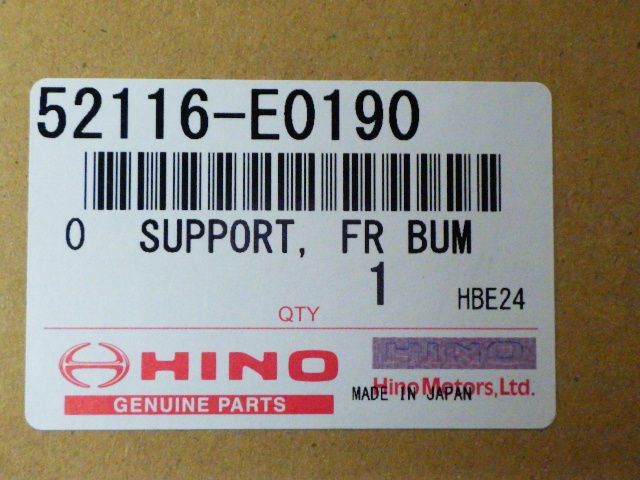 52116-E0190
0 SUPPORT, FR BUM
1
HBE24
QTY
HINO
HINO
GENUINE PARTS
Hino Motors, Ltd.
MADE IN JAPAN